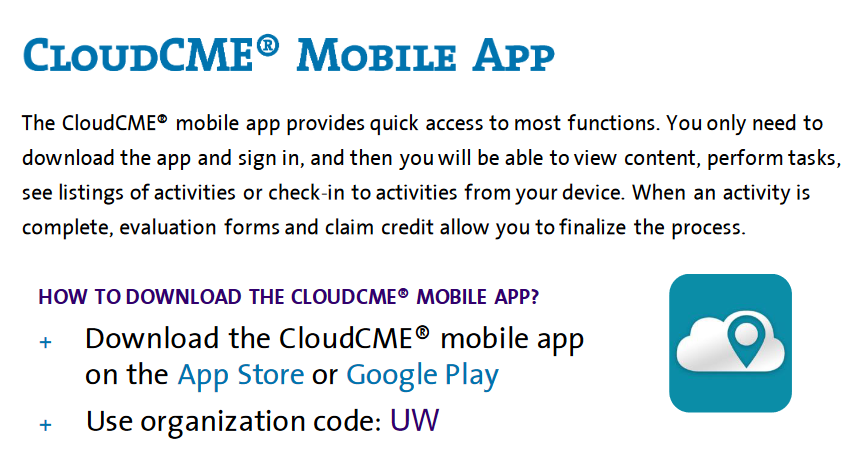 CloudCME® Mobile App
The CloudCME® mobile app provides quick access to most functions. You only need to
download the app and sign in, and then you will be able to view content, perform tasks,
see listings of activities or check-in to activities from your device. When an activity is
complete, evaluation forms and claim credit allow you to finalize the process.
HOW TO DOWNLOAD THE CLOUDCME® MOBILE APP?
+ Download the CloudCME® mobile app
on the App Store or Google Play
+ Use organization code: UW